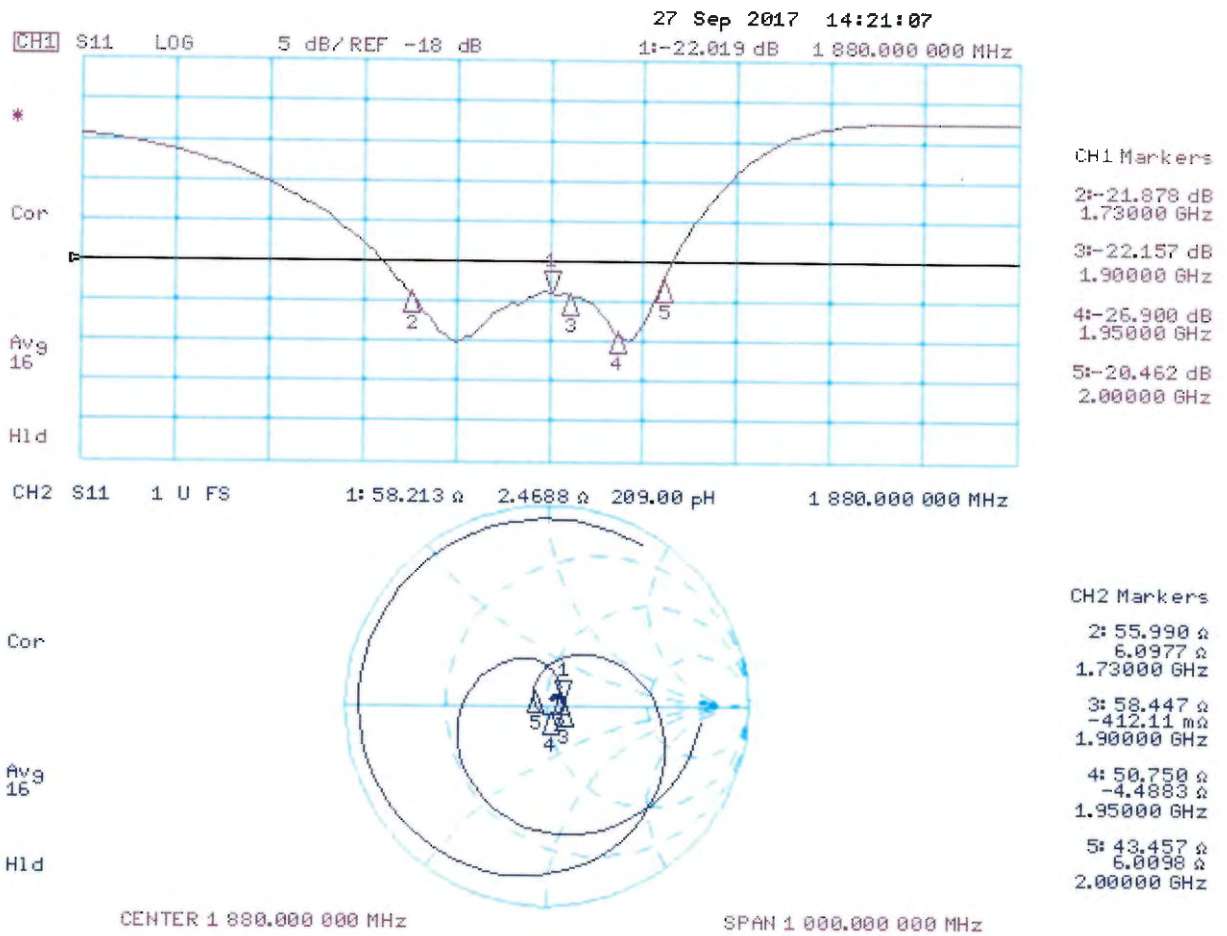 27 Sep 2017 14:21:07
CH1 S11 LOG 5 dB/REF -18 dB 1:-22.019 dB 1 880.000 000 MHz
*
CH1 Markers
2:-21.878 dB
1.73000 GHz
Cor
3:-22.157 dB
1.90000 GHz
4:-26.900 dB
1.95000 GHz
Avg
16
5:-20.462 dB
2.00000 GHz
Hld
1
2
3
4
5
CH2 S11 1 U FS 1:58.213 Ω 2.4688 Ω 209.00 pH 1 880.000 000 MHz
CH2 Markers
Cor
2: 55.990 Ω
6.0977 Ω
1.73000 GHz
3: 58.447 Ω
-412.11 mΩ
1.90000 GHz
Avg
16
4: 50.750 Ω
-4.4883 Ω
1.95000 GHz
5: 43.457 Ω
6.0098 Ω
2.00000 GHz
Hld
1
5
3
4
CENTER 1 880.000 000 MHz SPAN 1 000.000 000 MHz